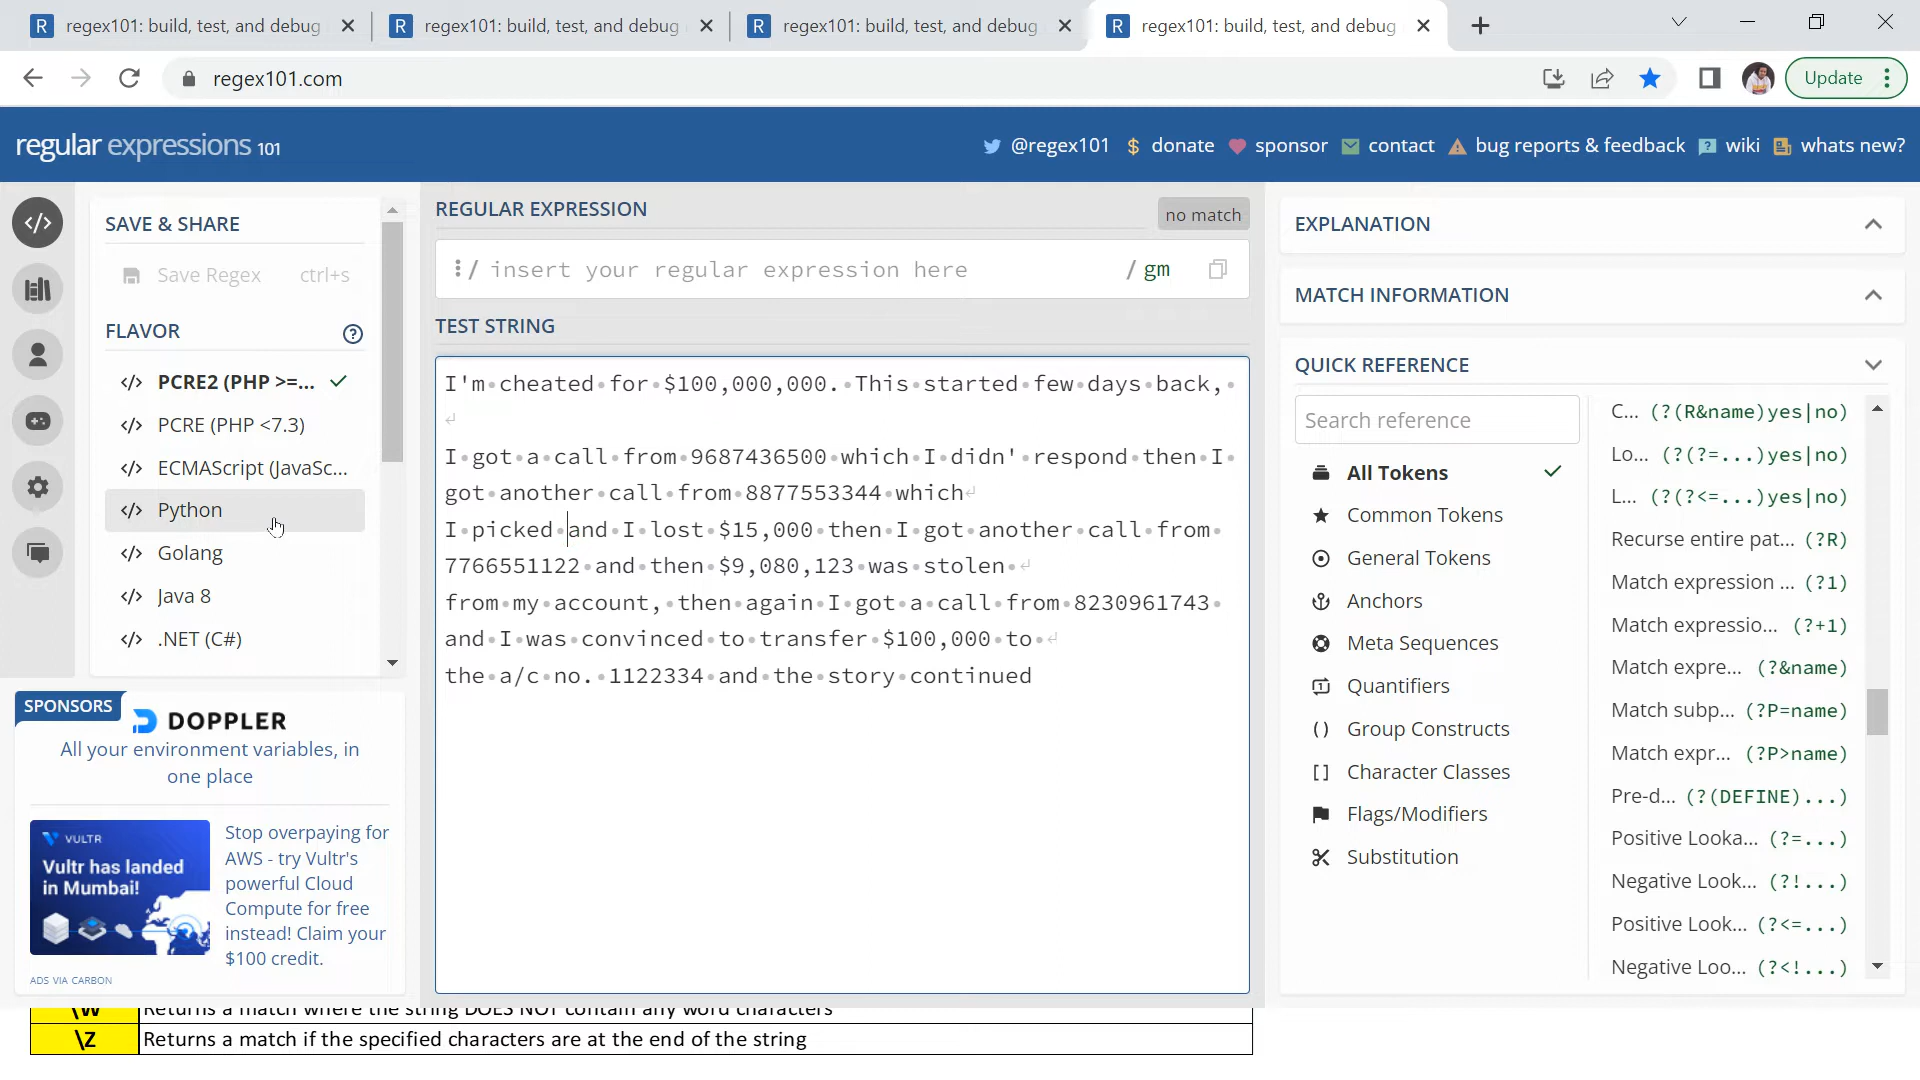 regex101: build, test, and debug
regex101: build, test, and debug
regex101: build, test, and debug
regex101: build, test, and debug
regex101.com
Update
regular expressions 101
@regex101
donate
sponsor
contact
bug reports & feedback
wiki
whats new?
SAVE & SHARE
Save Regex ctrl+s
FLAVOR
PCRE2 (PHP >=...
PCRE (PHP <7.3)
ECMAScript (JavaSc...
Python
Golang
Java 8
.NET (C#)
SPONSORS
DOPPLER
All your environment variables, in
one place
VULTR
Vultr has landed
in Mumbai!
Stop overpaying for
AWS - try Vultr's
powerful Cloud
Compute for free
instead! Claim your
$100 credit.
ADS VIA CARBON
REGULAR EXPRESSION
no match
/ insert your regular expression here / gm
TEST STRING
I'm cheated for $100,000,000. This started few days back,
I got a call from 9687436500 which I didn' respond then I
got another call from 8877553344 which
I picked and I lost $15,000 then I got another call from
7766551122 and then $9,080,123 was stolen
from my account, then again I got a call from 8230961743
and I was convinced to transfer $100,000 to
the a/c no. 1122334 and the story continued
EXPLANATION
MATCH INFORMATION
QUICK REFERENCE
Search reference
All Tokens
Common Tokens
General Tokens
Anchors
Meta Sequences
Quantifiers
Group Constructs
Character Classes
Flags/Modifiers
Substitution
C... (?(R&name)yes|no)
Lo... (?(?=...)yes|no)
L... (?(?<=...)yes|no)
Recurse entire pat... (?R)
Match expression ... (?1)
Match expressio... (?+1)
Match expre... (?&name)
Match subp... (?P=name)
Match expr... (?P>name)
Pre-d... (?(DEFINE)...)
Positive Looka... (?=...)
Negative Look... (?!...)
Positive Look... (?<=...)
Negative Loo... (?<!...)
\W Returns a match where the string DOES NOT contain any word characters
\Z Returns a match if the specified characters are at the end of the string